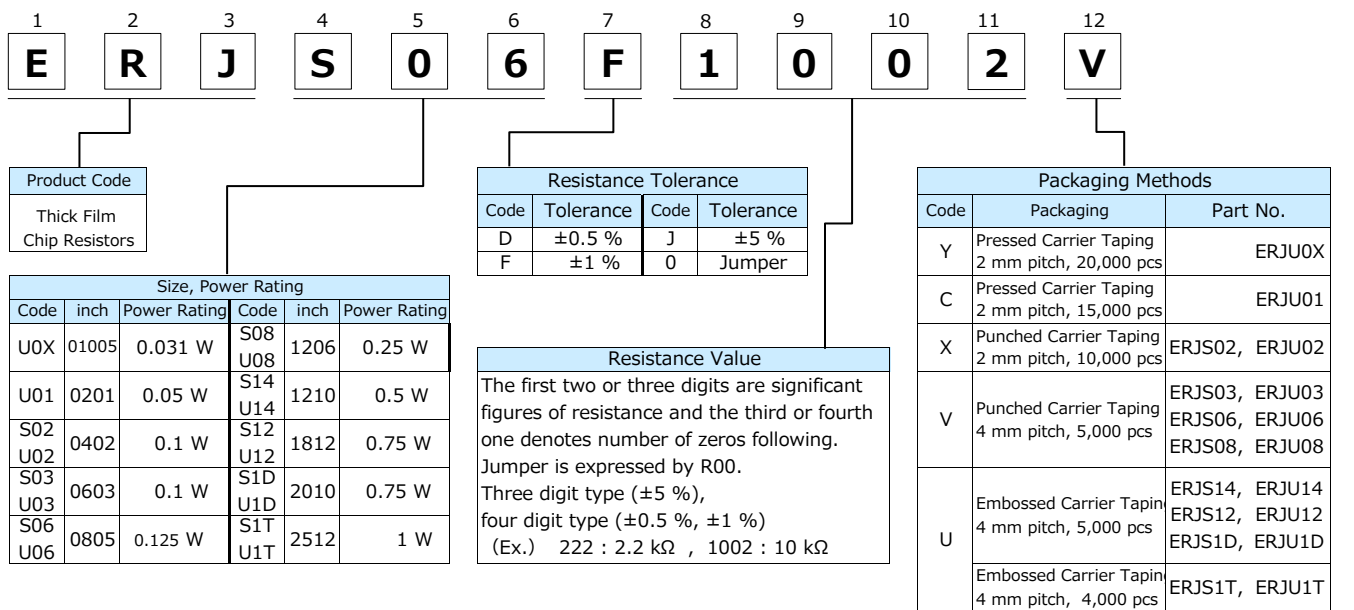 1 2 3 4 5 6 7 8 9 10 11 12
E R J S 0 6 F 1 0 0 2 V
Product Code
Thick Film
Chip Resistors
Size, Power Rating
Code inch Power Rating Code inch Power Rating
U0X 01005 0.031 W S08 U08 1206 0.25 W
U01 0201 0.05 W S14 U14 1210 0.5 W
S02 U02 0402 0.1 W S12 U12 1812 0.75 W
S03 U03 0603 0.1 W S1D U1D 2010 0.75 W
S06 U06 0805 0.125 W S1T U1T 2512 1 W
Resistance Tolerance
Code Tolerance Code Tolerance
D ±0.5 % J ±5 %
F ±1 % 0 Jumper
Resistance Value
The first two or three digits are significant
figures of resistance and the third or fourth
one denotes number of zeros following.
Jumper is expressed by R00.
Three digit type (±5 %),
four digit type (±0.5 %, ±1 %)
(Ex.) 222 : 2.2 kΩ , 1002 : 10 kΩ
Packaging Methods
Code Packaging Part No.
Y Pressed Carrier Taping
2 mm pitch, 20,000 pcs ERJU0X
C Pressed Carrier Taping
2 mm pitch, 15,000 pcs ERJU01
X Punched Carrier Taping
2 mm pitch, 10,000 pcs ERJS02, ERJU02
V Punched Carrier Taping
4 mm pitch, 5,000 pcs
ERJS03, ERJU03
ERJS06, ERJU06
ERJS08, ERJU08
U Embossed Carrier Taping
4 mm pitch, 5,000 pcs
ERJS14, ERJU14
ERJS12, ERJU12
ERJS1D, ERJU1D
Embossed Carrier Taping
4 mm pitch, 4,000 pcs ERJS1T, ERJU1T